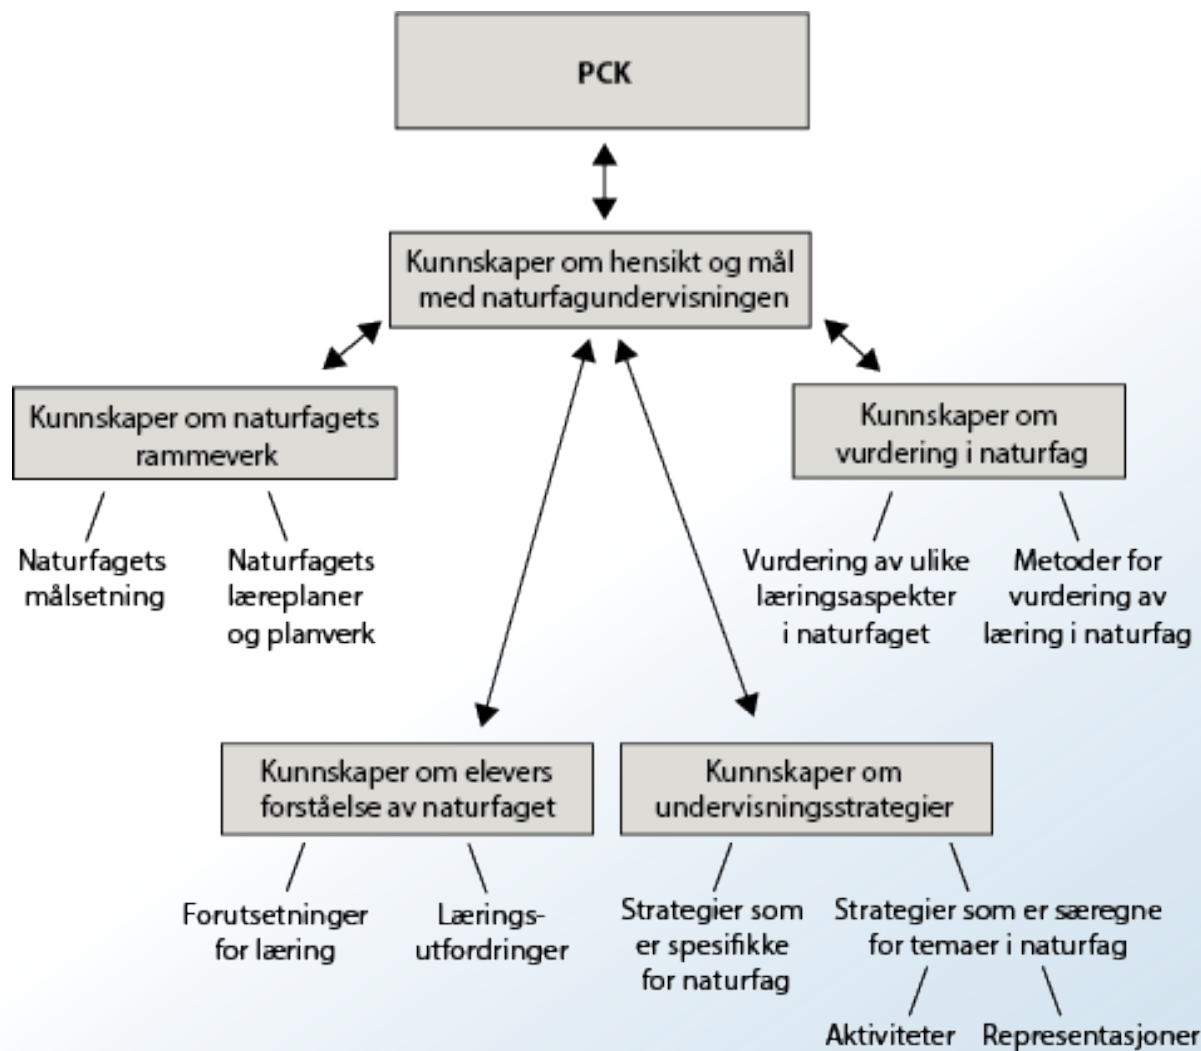 PCK
Kunnskaper om hensikt og mål
med naturfagundervisningen
Kunnskaper om naturfagets
rammeverk
Naturfagets
målsetning
Naturfagets
læreplaner
og planverk
Kunnskaper om
vurdering i naturfag
Vurdering av ulike
læringsaspekter
i naturfaget
Metoder for
vurdering av
læring i naturfag
Kunnskaper om elevers
forståelse av naturfaget
Forutsetninger
for læring
Lærings-
utfordringer
Kunnskaper om
undervisningsstrategier
Strategier som
er spesifikke
for naturfag
Strategier som er særegne
for temaer i naturfag
Aktiviteter
Representasjoner